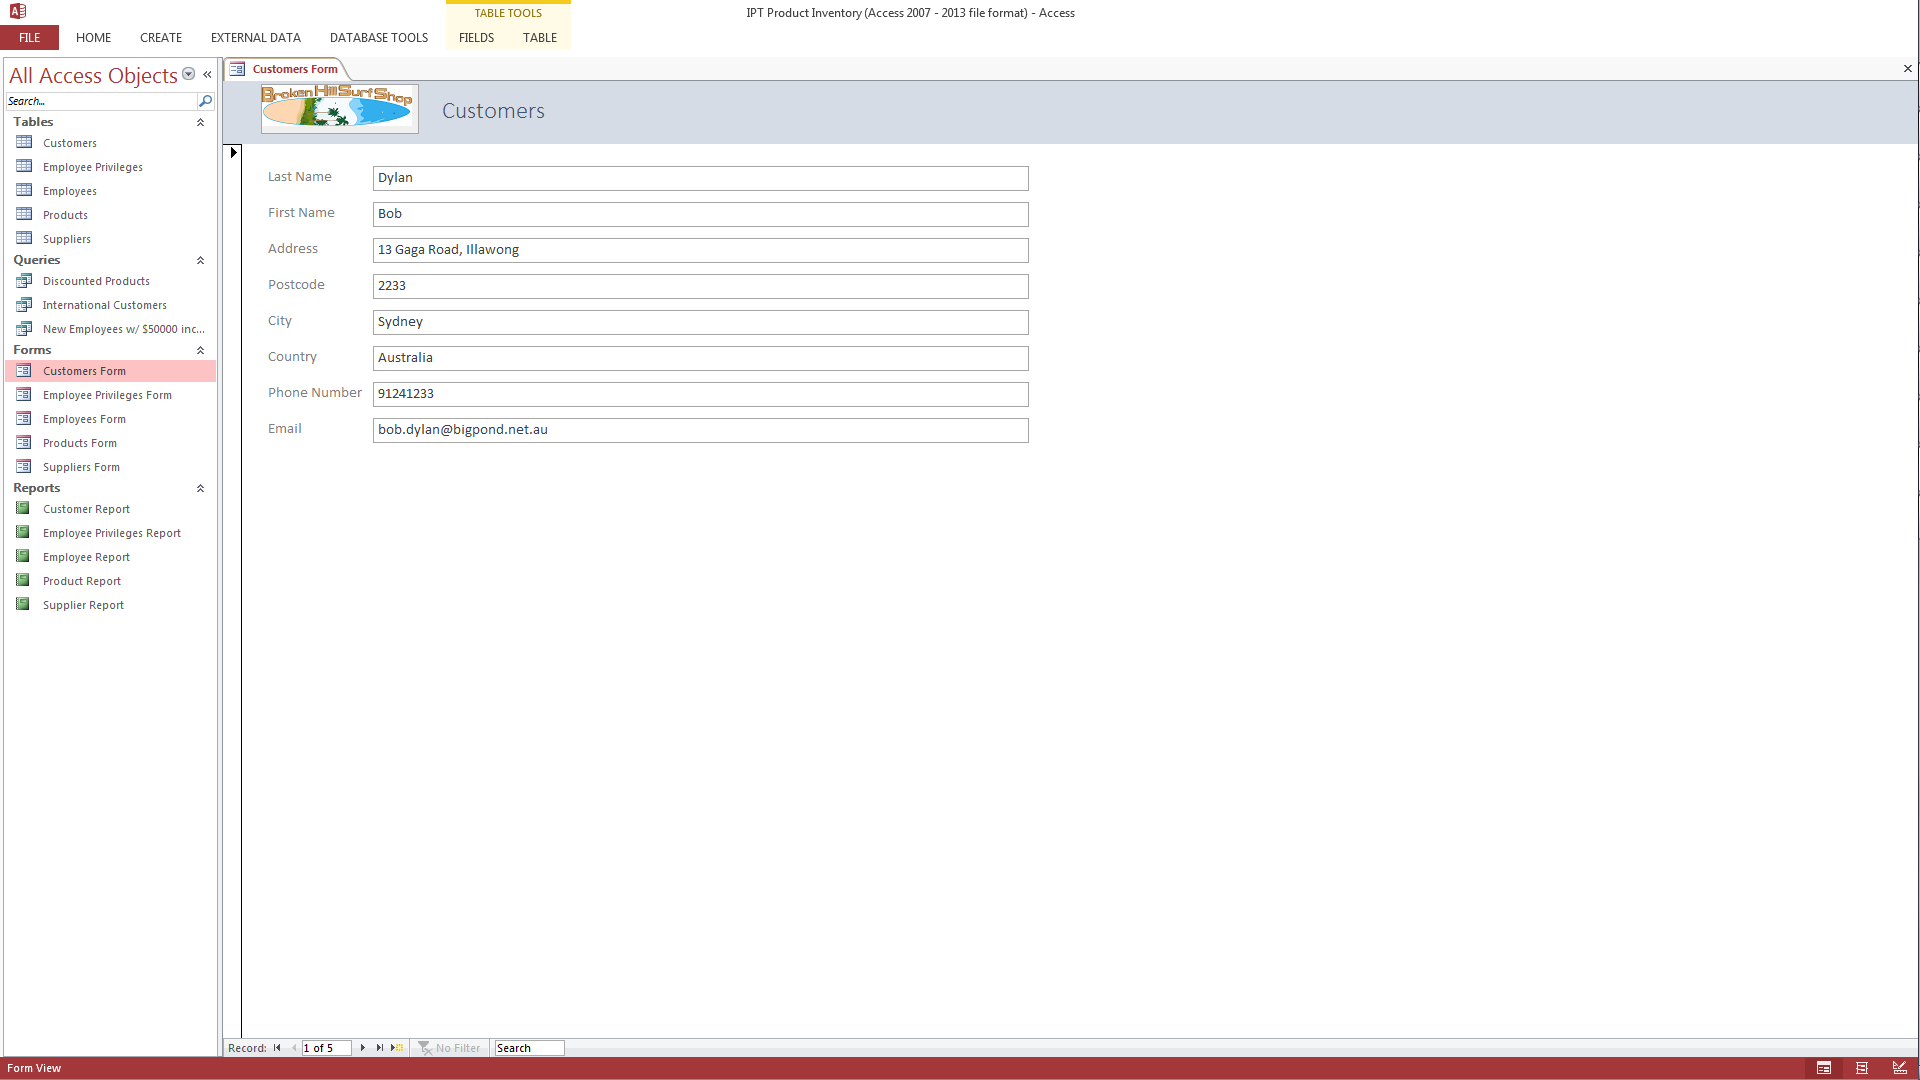 TABLE TOOLS
IPT Product Inventory (Access 2007 - 2013 file format) - Access
FILE HOME CREATE EXTERNAL DATA DATABASE TOOLS FIELDS TABLE
All Access Objects
Search...
Tables
Customers
Employee Privileges
Employees
Products
Suppliers
Queries
Discounted Products
International Customers
New Employees w/ $50000 inc...
Forms
Customers Form
Employee Privileges Form
Employees Form
Products Form
Suppliers Form
Reports
Customer Report
Employee Privileges Report
Employee Report
Product Report
Supplier Report
Customers Form
Broken Hill Surf Shop
Customers
Last Name Dylan
First Name Bob
Address 13 Gaga Road, Illawong
Postcode 2233
City Sydney
Country Australia
Phone Number 91241233
Email bob.dylan@bigpond.net.au
Record: 1 of 5 No Filter Search
Form View